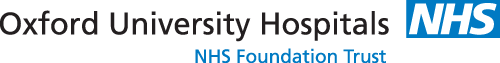 Oxford University Hospitals NHS
NHS Foundation Trust